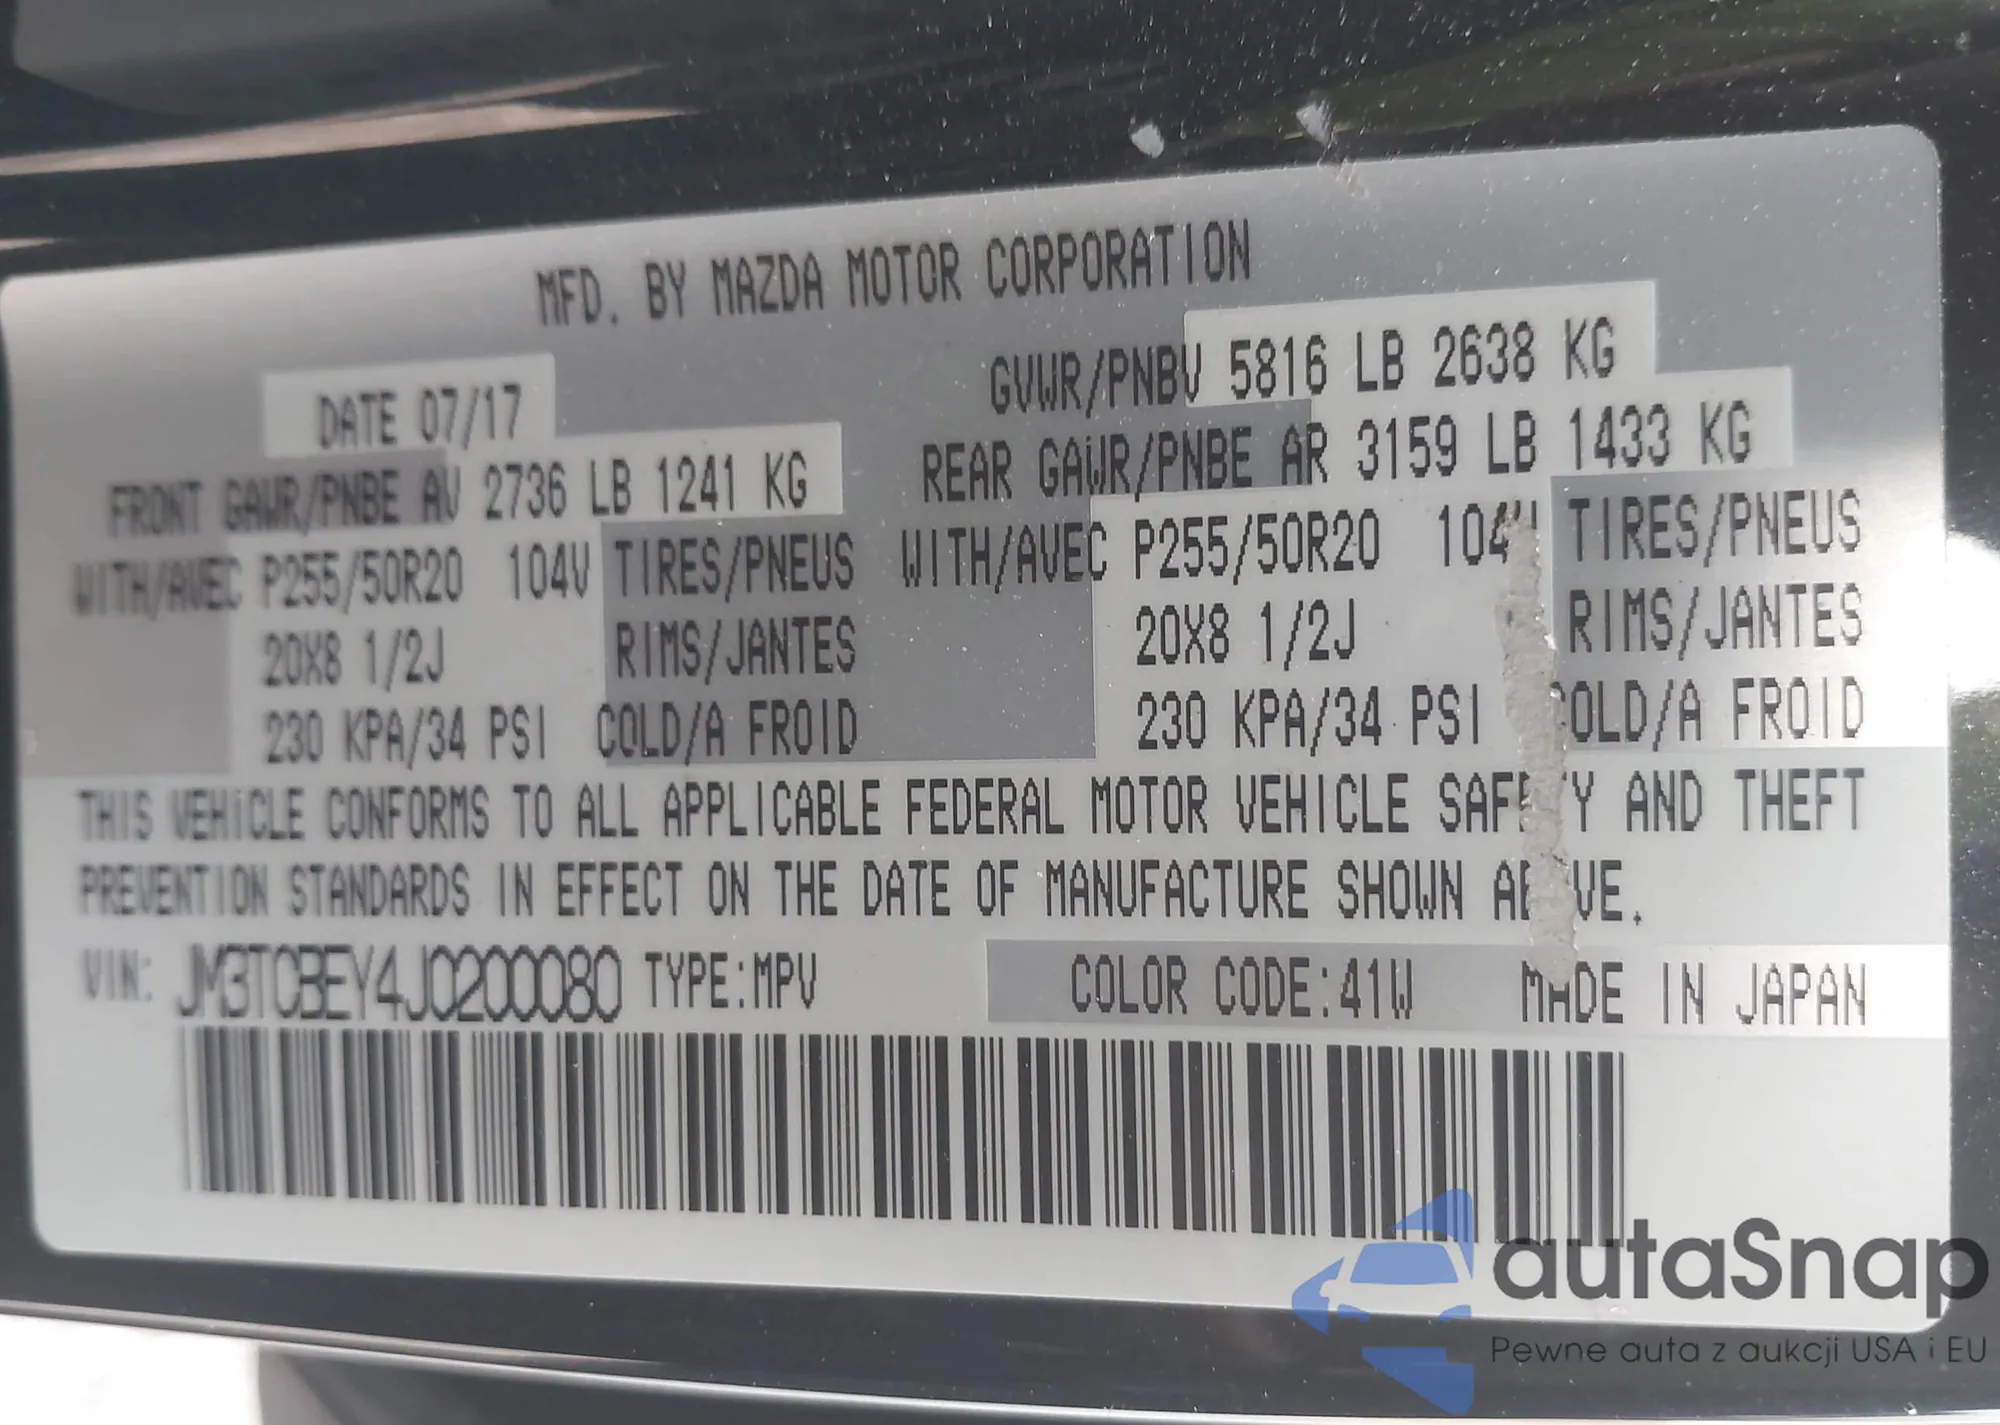 MFD. BY MAZDA MOTOR CORPORATION
DATE 07/17
GVWR/PNBV 5816 LB 2638 KG
FRONT GAWR/PNBE AV 2736 LB 1241 KG
REAR GAWR/PNBE AR 3159 LB 1433 KG
WITH/AVEC P255/50R20 104V TIRES/PNEUS
WITH/AVEC P255/50R20 104V TIRES/PNEUS
20X8 1/2J RIMS/JANTES
20X8 1/2J RIMS/JANTES
230 KPA/34 PSI COLD/A FROID
230 KPA/34 PSI COLD/A FROID
THIS VEHICLE CONFORMS TO ALL APPLICABLE FEDERAL MOTOR VEHICLE SAFETY AND THEFT
PREVENTION STANDARDS IN EFFECT ON THE DATE OF MANUFACTURE SHOWN ABOVE.
VIN: JM3TCBEY4J0200080 TYPE:MPV COLOR CODE:41W MADE IN JAPAN
autaSnap
Pewne auta z aukcji USA i EU